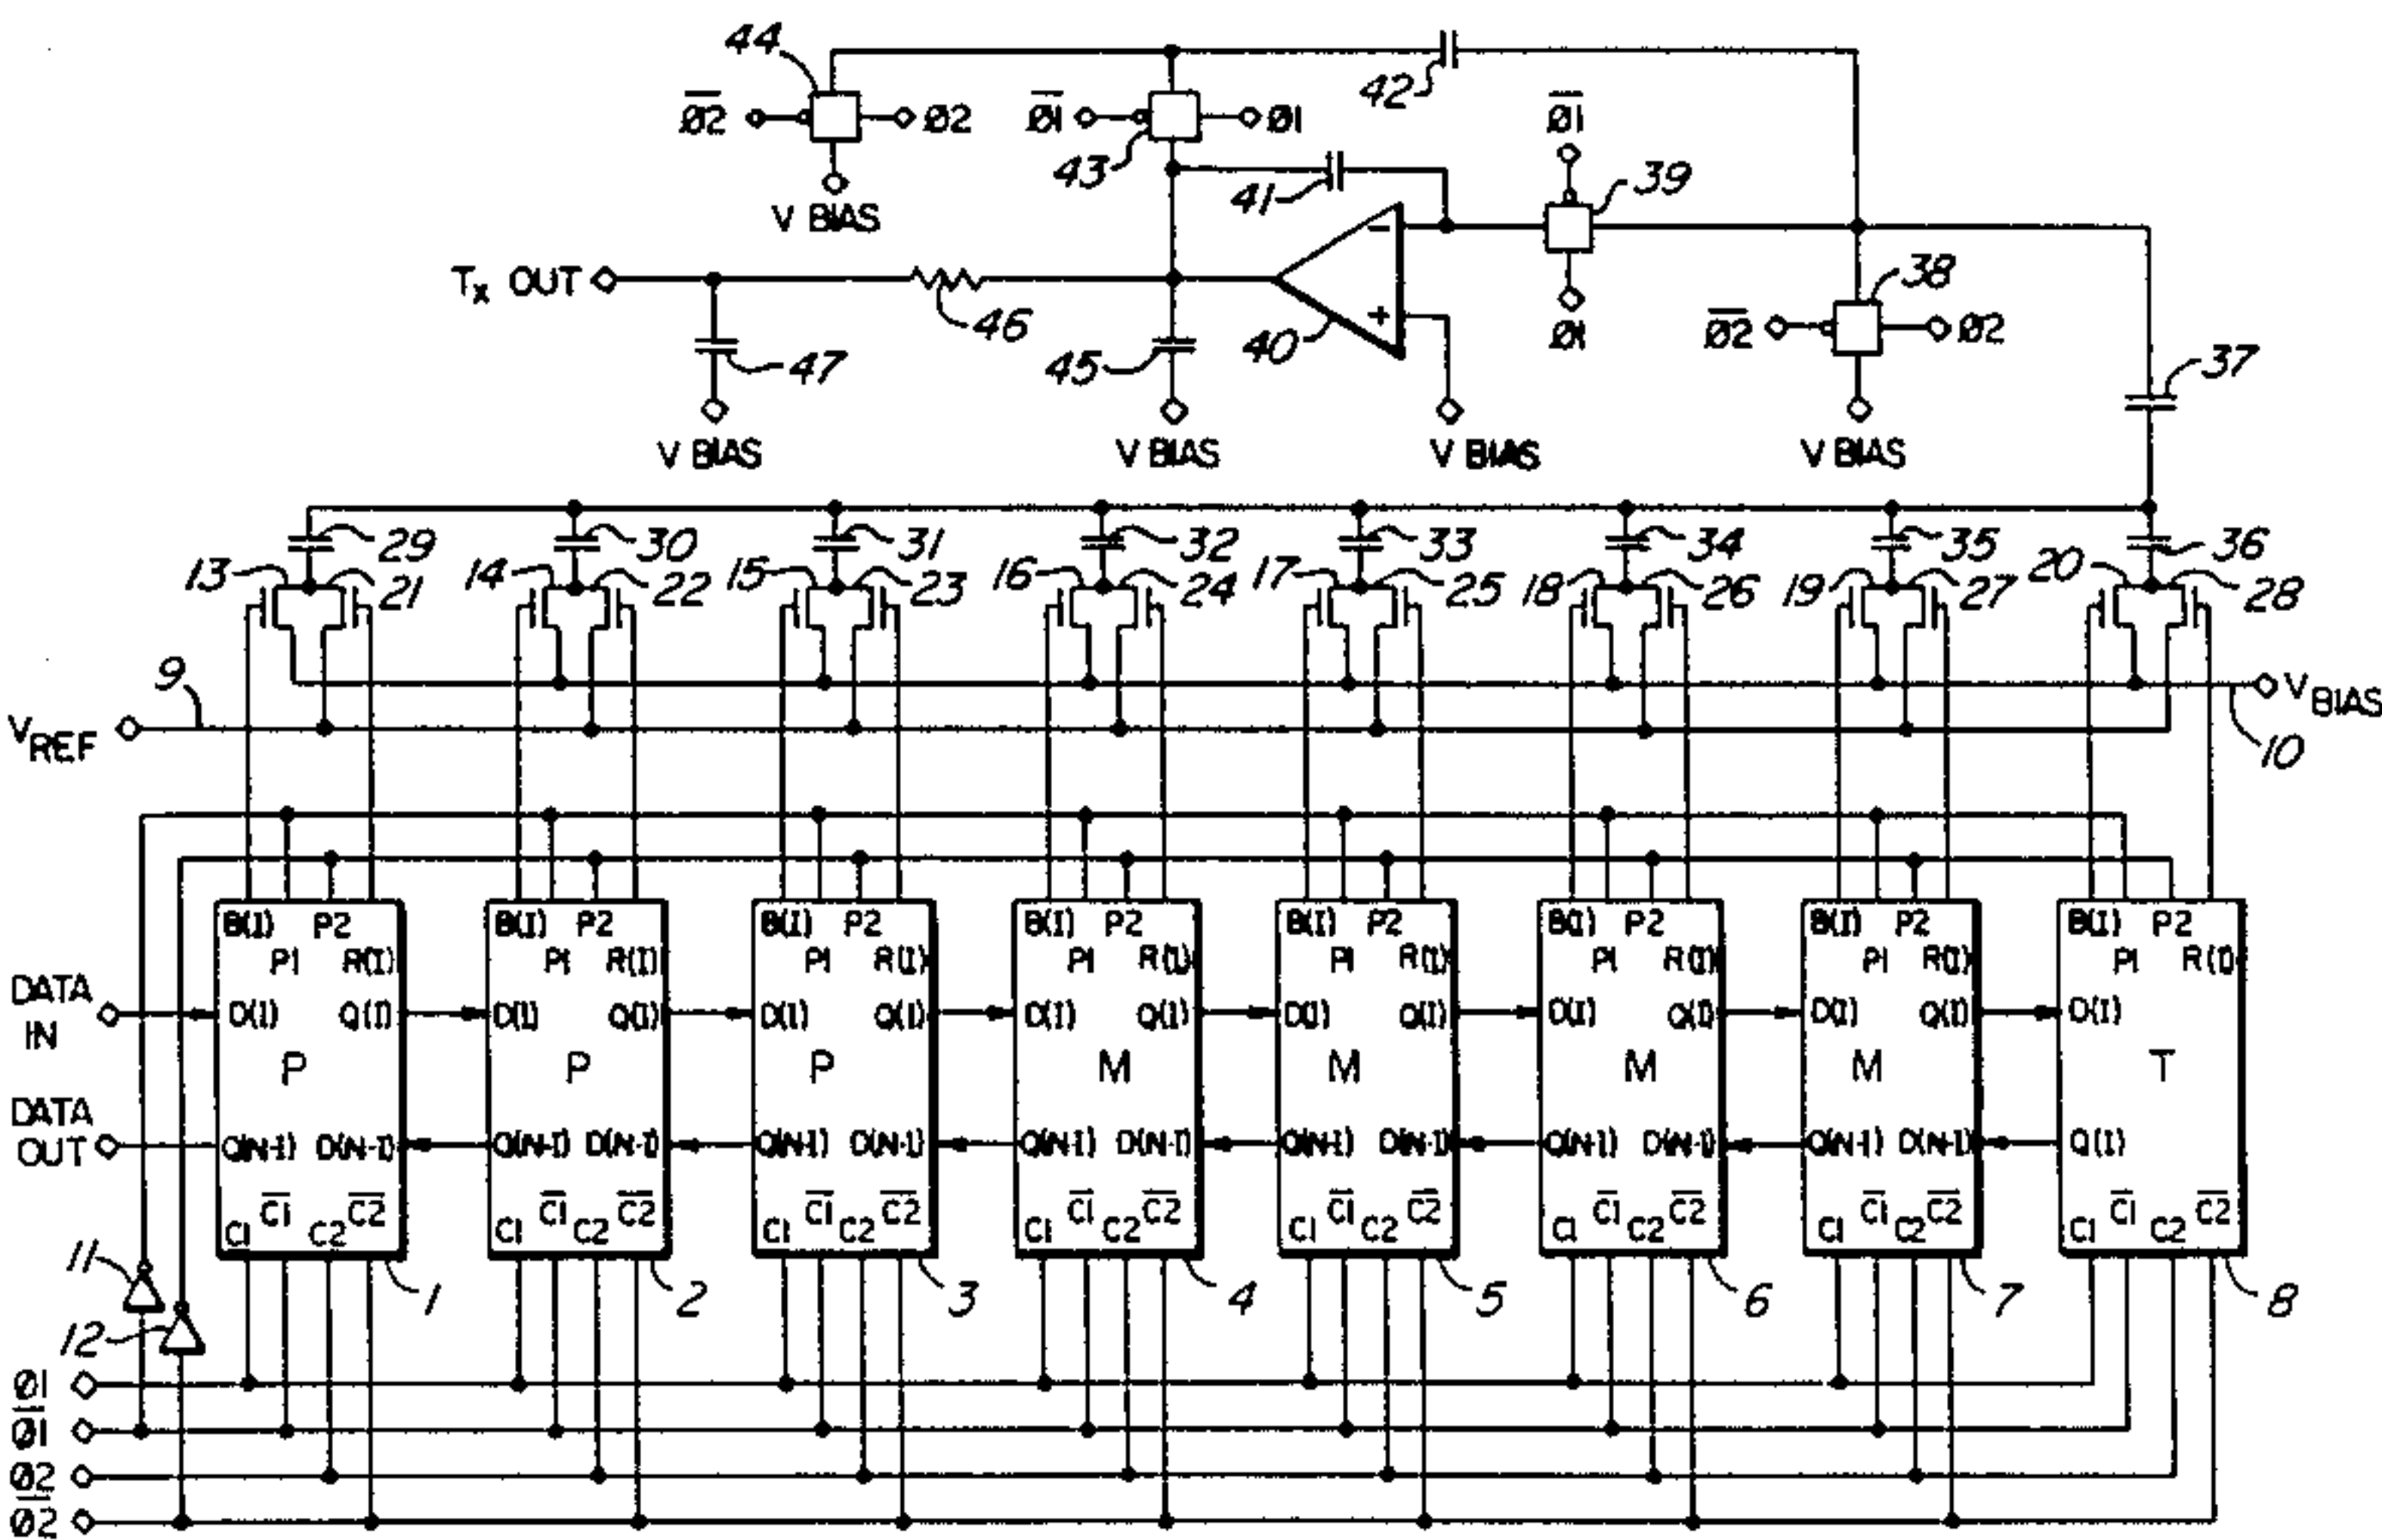 44
42
Ø2̅ Ø2 Ø1̅ Ø1 Ø1̅
43 41 39
V BIAS
TX OUT
38
Ø2̅ Ø2
46 40 Ø1
47 45 37
V BIAS V BIAS V BIAS V BIAS
29 30 31 32 33 34 35 36
13 21 14 22 15 23 16 24 17 25 18 26 19 27 20 28
9
VREF VBIAS
10
B(I) P2 B(I) P2 B(I) P2 B(I) P2 B(I) P2 B(I) P2 B(I) P2 B(I) P2
P1 R(I) P1 R(I) P1 R(I) P1 R(I) P1 R(I) P1 R(I) P1 R(I) P1 R(I)
DATA IN
D(I) Q(I) D(I) Q(I) D(I) Q(I) D(I) Q(I) D(I) Q(I) D(I) Q(I) D(I) Q(I) D(I)
P P P M M M M T
DATA OUT
Q(N-I) D(N-I) Q(N-I) D(N-I) Q(N-I) D(N-I) Q(N-I) D(N-I) Q(N-I) D(N-I) Q(N-I) D(N-I) Q(N-I) D(N-I) Q(I)
C1 C1̅ C2 C2̅ C1 C1̅ C2 C2̅ C1 C1̅ C2 C2̅ C1 C1̅ C2 C2̅ C1 C1̅ C2 C2̅ C1 C1̅ C2 C2̅ C1 C1̅ C2 C2̅ C1 C1̅ C2 C2̅
11 1 2 3 4 5 6 7 8
12
Ø1
Ø1̅
Ø2
Ø2̅